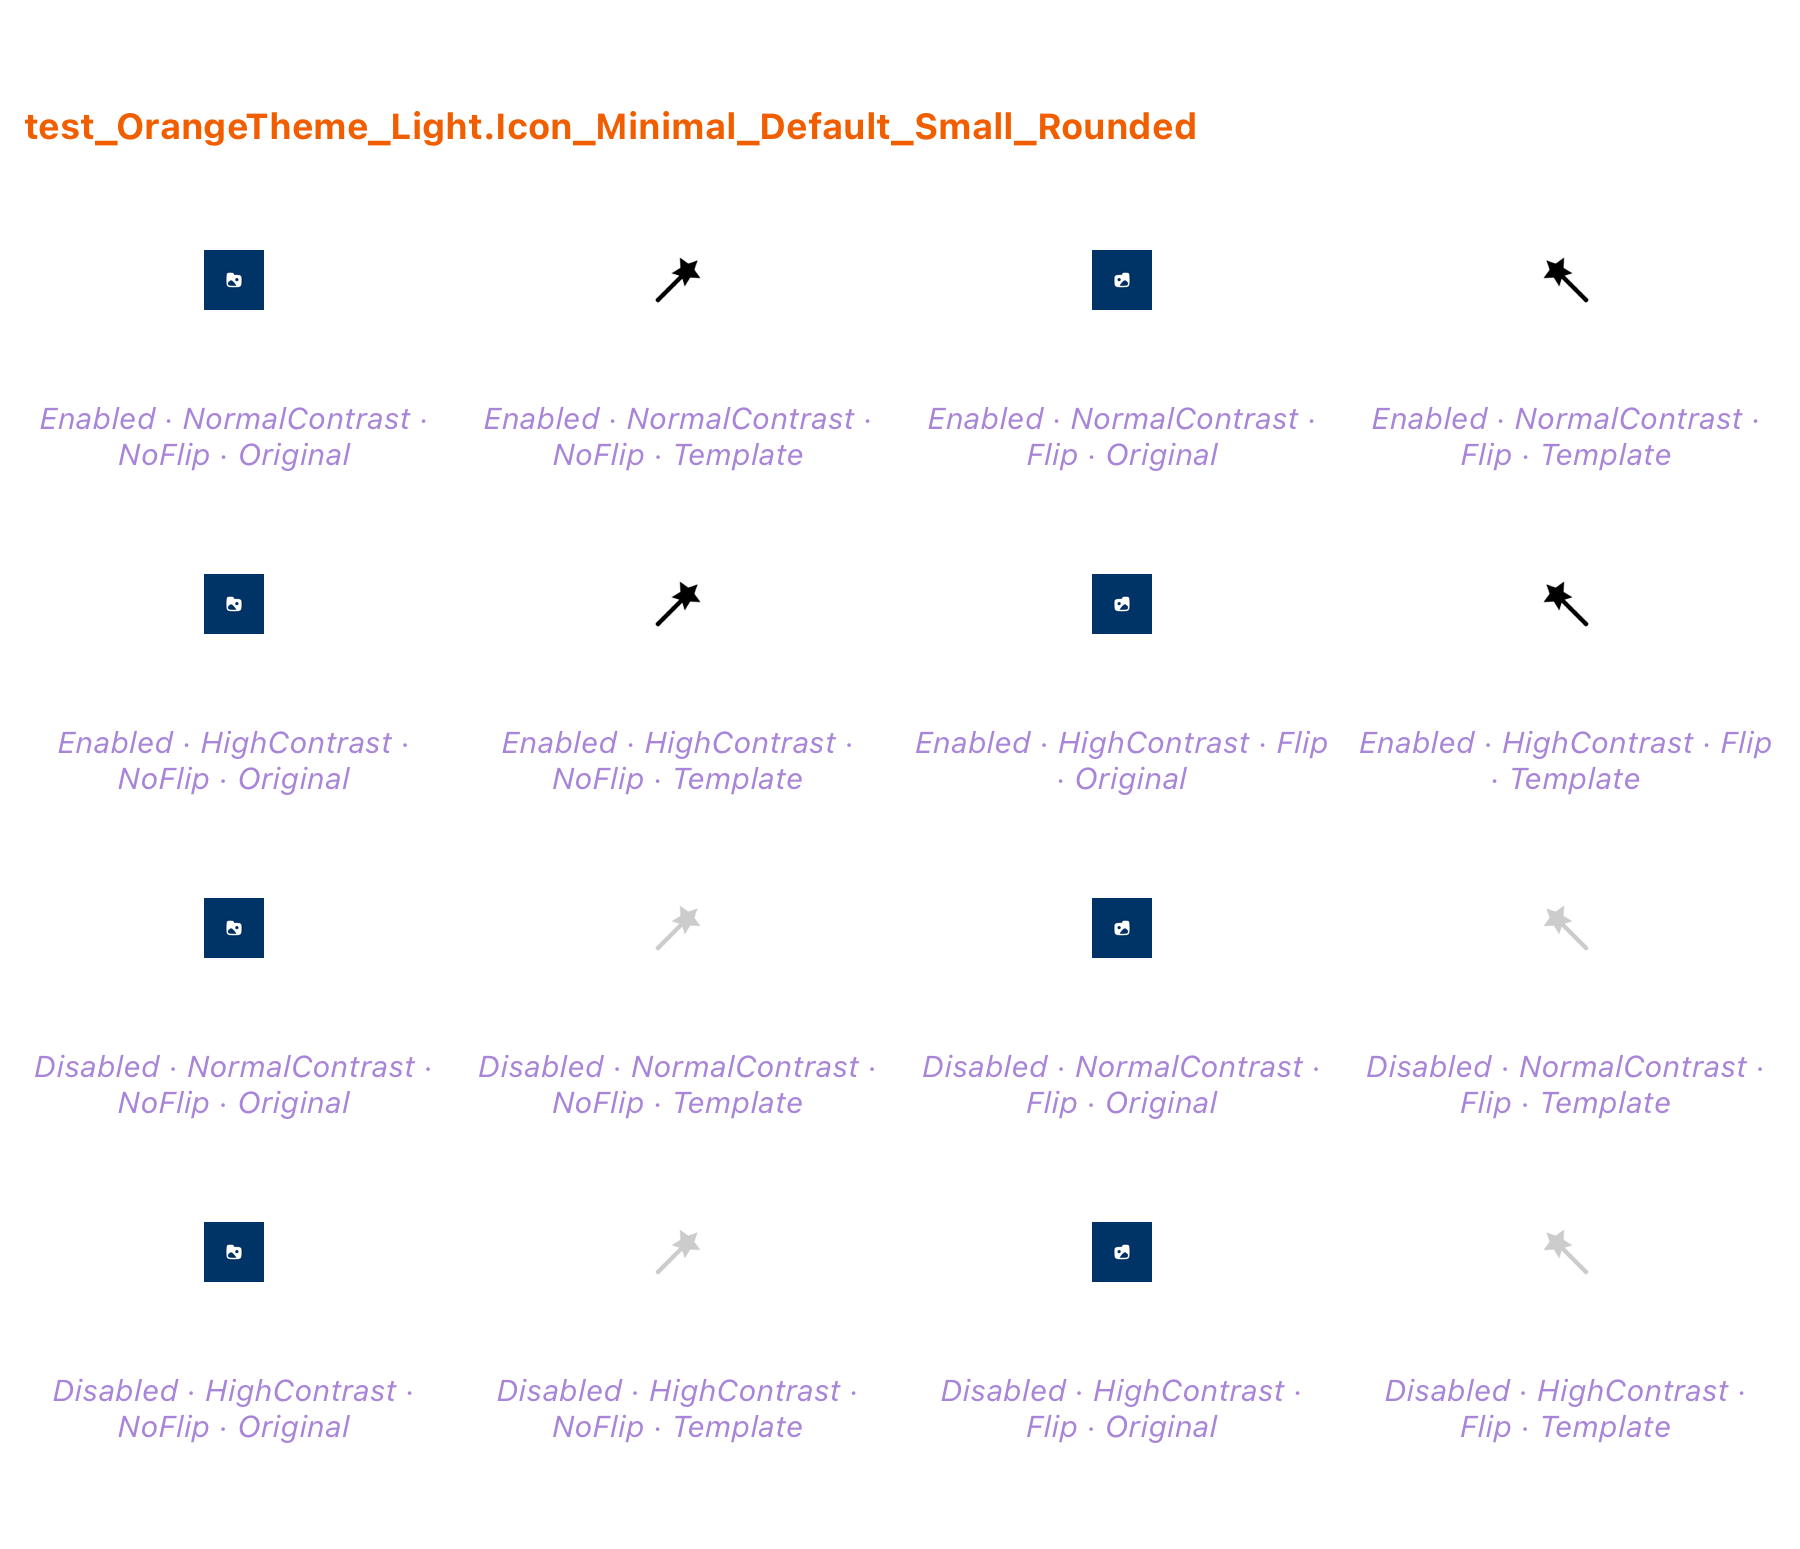 test_OrangeTheme_Light.Icon_Minimal_Default_Small_Rounded
Enabled · NormalContrast ·
NoFlip · Original
Enabled · NormalContrast ·
NoFlip · Template
Enabled · NormalContrast ·
Flip · Original
Enabled · NormalContrast ·
Flip · Template
Enabled · HighContrast ·
NoFlip · Original
Enabled · HighContrast ·
NoFlip · Template
Enabled · HighContrast · Flip
· Original
Enabled · HighContrast · Flip
· Template
Disabled · NormalContrast ·
NoFlip · Original
Disabled · NormalContrast ·
NoFlip · Template
Disabled · NormalContrast ·
Flip · Original
Disabled · NormalContrast ·
Flip · Template
Disabled · HighContrast ·
NoFlip · Original
Disabled · HighContrast ·
NoFlip · Template
Disabled · HighContrast ·
Flip · Original
Disabled · HighContrast ·
Flip · Template